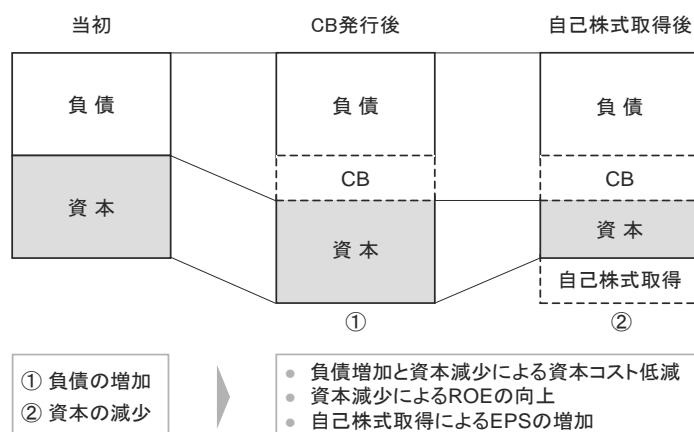 当初
CB発行後
自己株式取得後
負債
負債
負債
CB
CB
資本
資本
資本
自己株式取得
①
②
① 負債の増加
② 資本の減少
● 負債増加と資本減少による資本コスト低減
● 資本減少によるROEの向上
● 自己株式取得によるEPSの増加